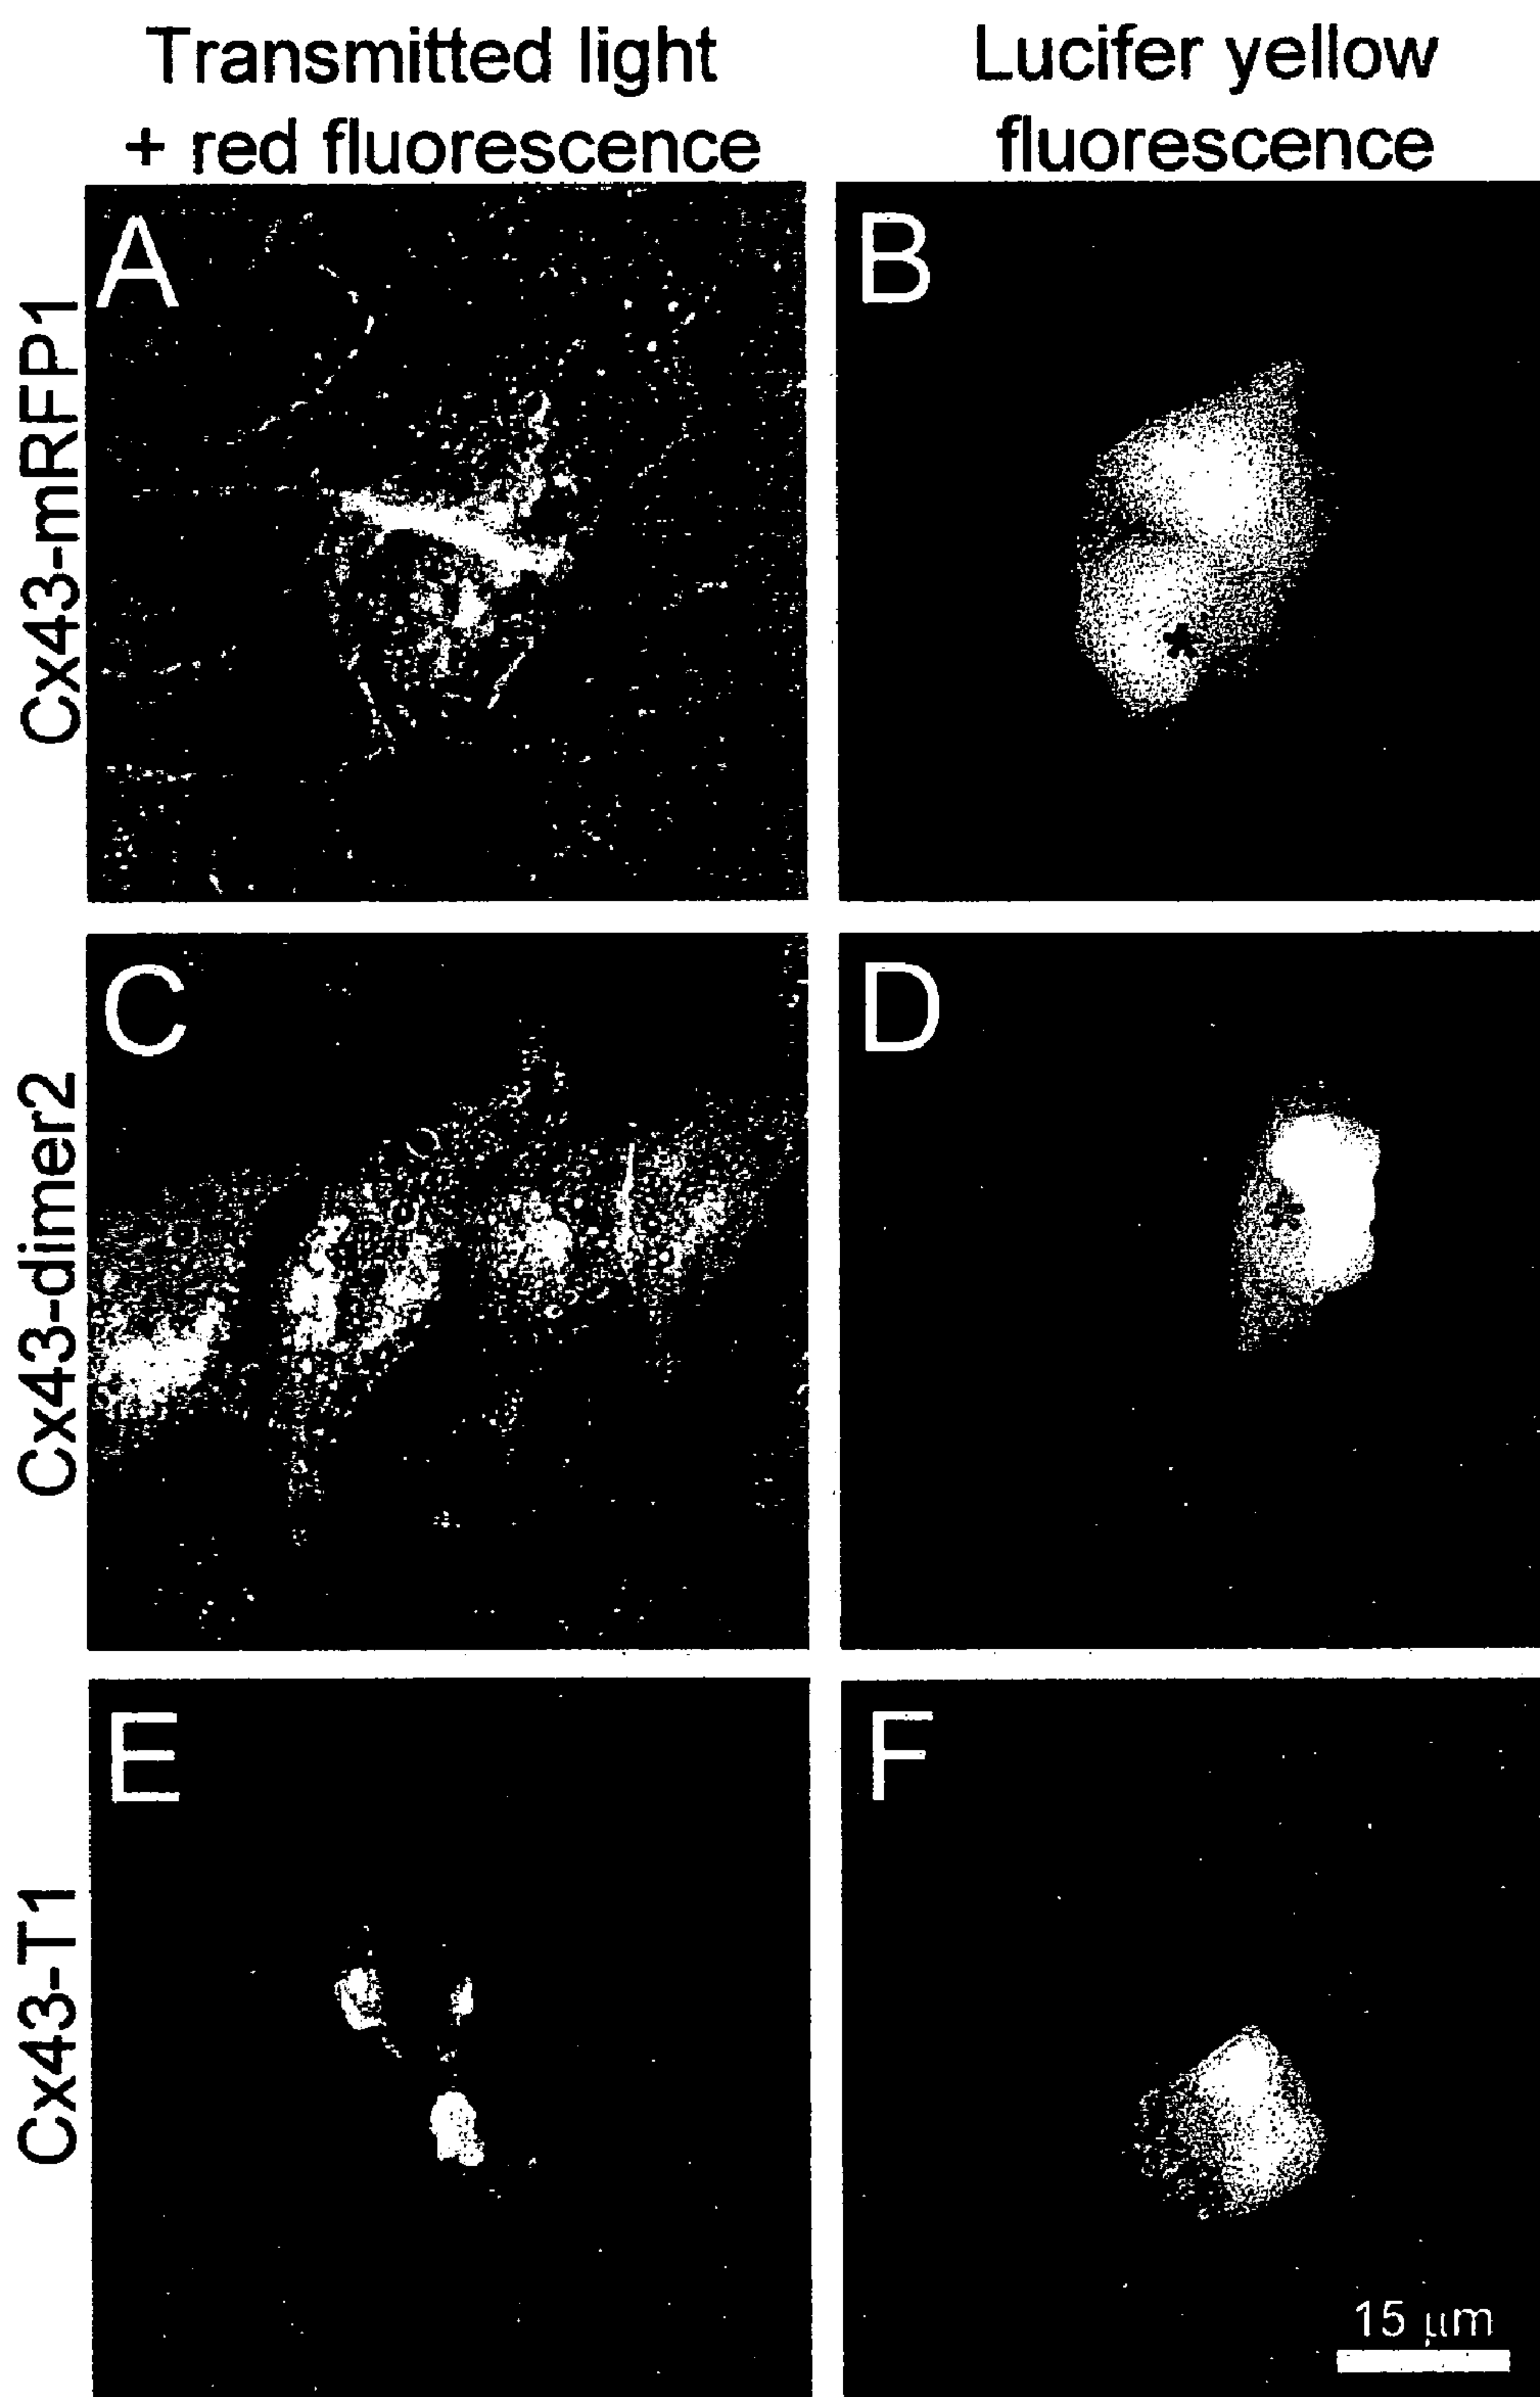 Transmitted light
+ red fluorescence
Lucifer yellow
fluorescence
Cx43-mRFP1
A
B
*
Cx43-dimer2
C
D
*
Cx43-T1
E
F
15 µm